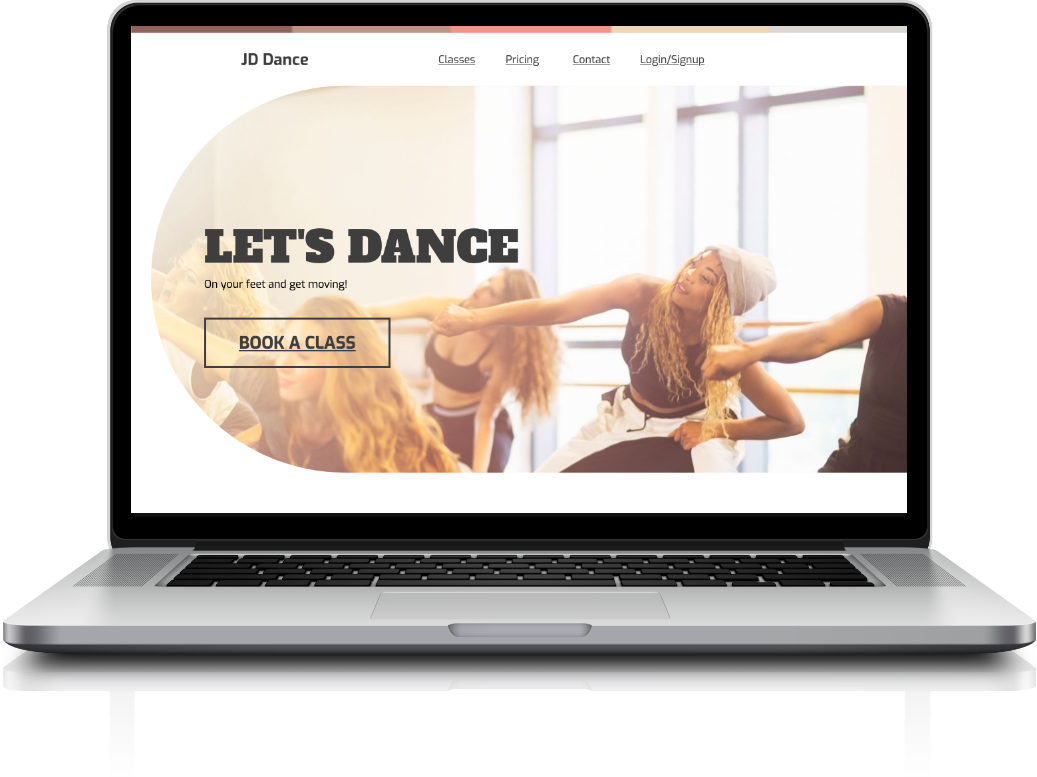 JD Dance
Classes Pricing Contact Login/Signup
LET'S DANCE
On your feet and get moving!
BOOK A CLASS